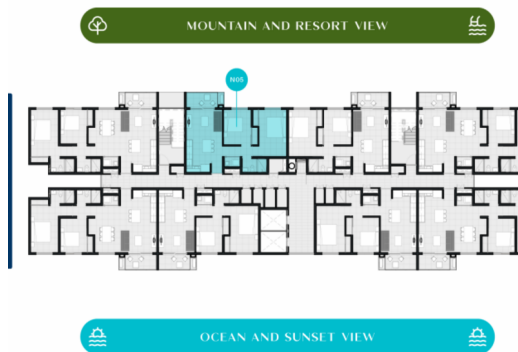 MOUNTAIN AND RESORT VIEW
N05
OCEAN AND SUNSET VIEW